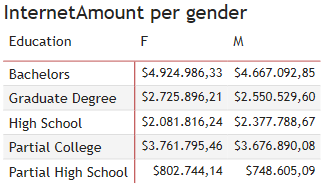 InternetAmount per gender
Education F M
Bachelors $4.924.986,33 $4.667.092,85
Graduate Degree $2.725.896,21 $2.550.529,60
High School $2.081.816,24 $2.377.788,67
Partial College $3.761.795,46 $3.676.890,08
Partial High School $802.744,14 $748.605,09